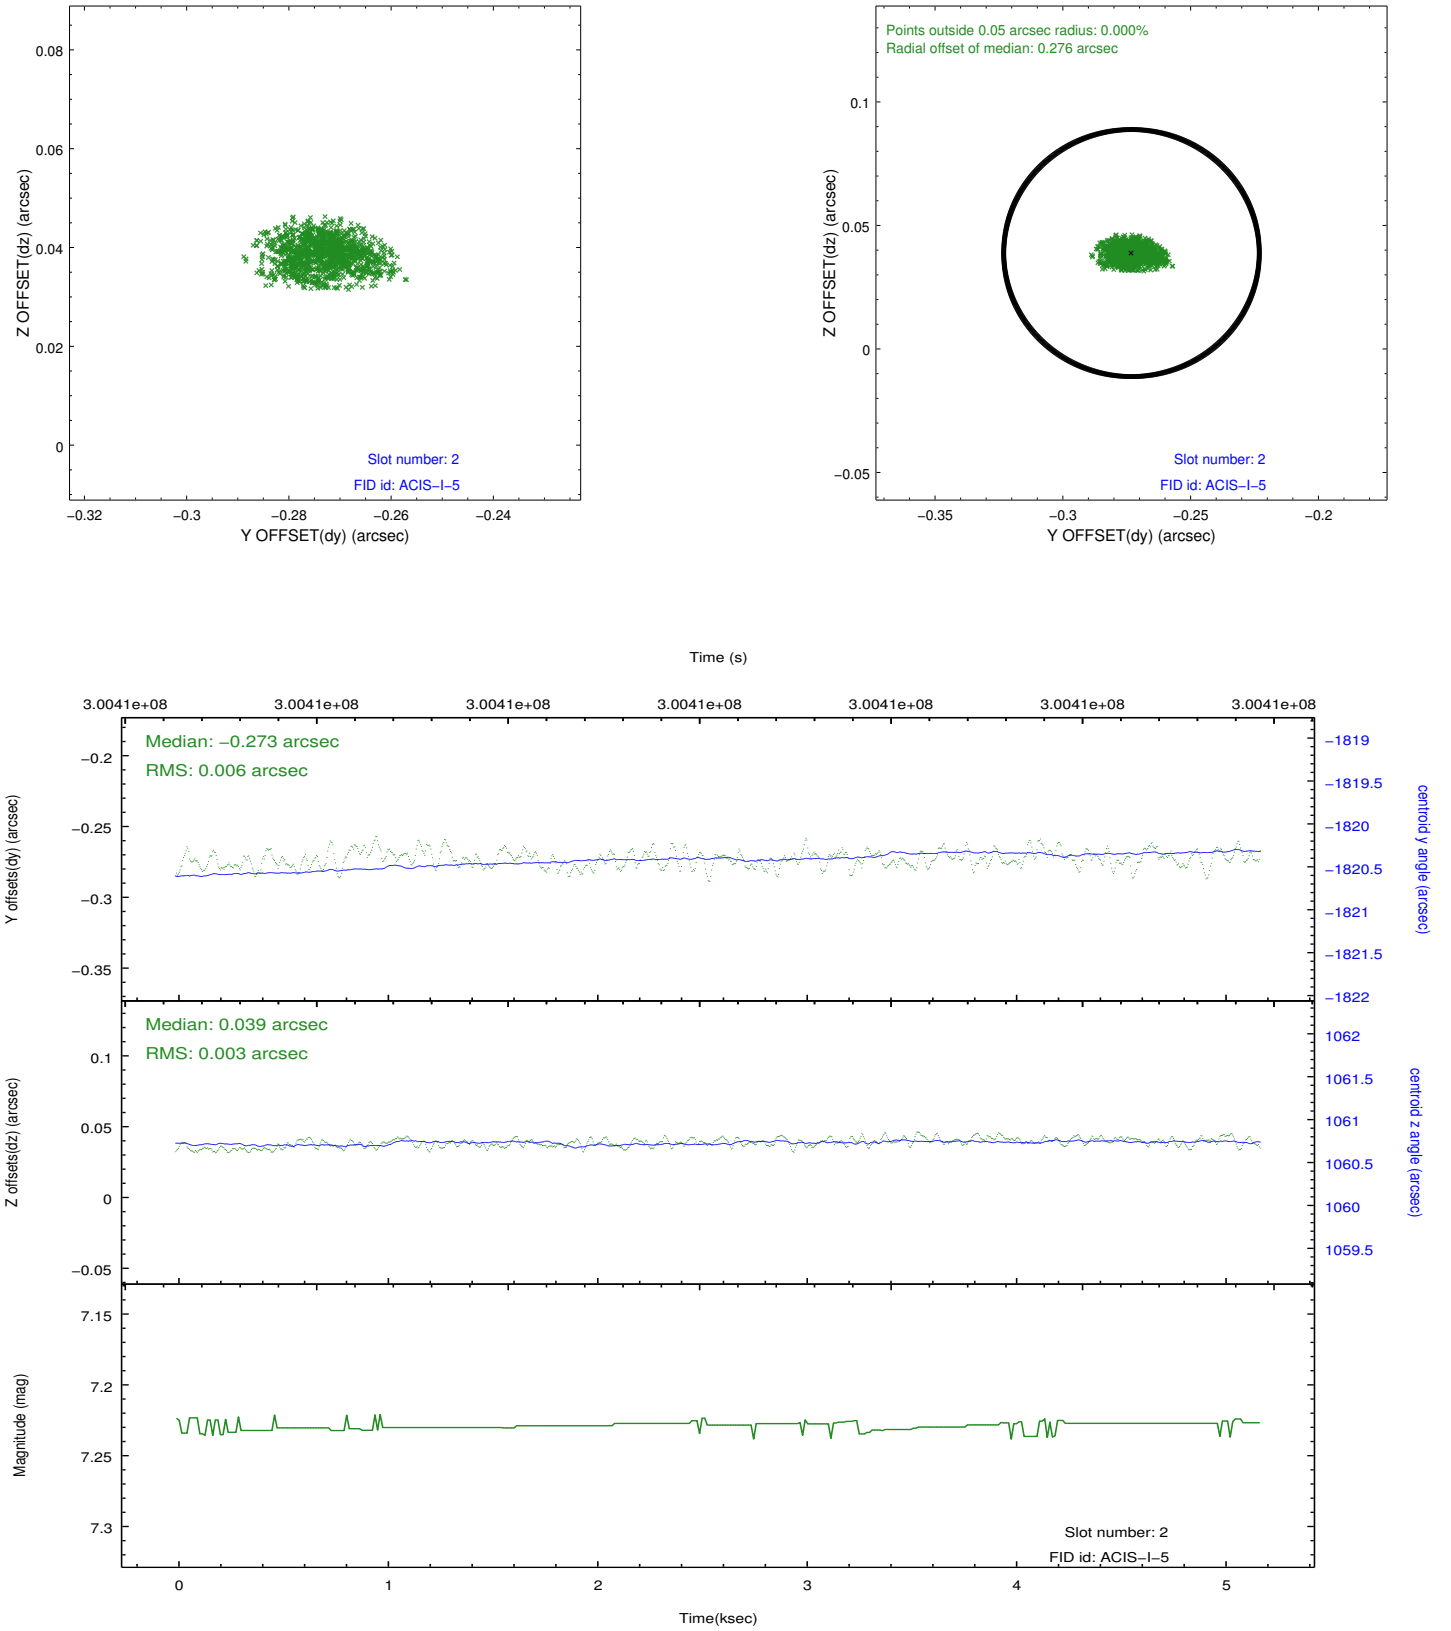 0.08
0.06
0.04
0.02
0
Z OFFSET(dz) (arcsec)
Slot number: 2
FID id: ACIS−I−5
−0.32
−0.3
−0.28
−0.26
−0.24
Y OFFSET(dy) (arcsec)
Points outside 0.05 arcsec radius: 0.000%
Radial offset of median: 0.276 arcsec
0.1
0.05
0
−0.05
Z OFFSET(dz) (arcsec)
Slot number: 2
FID id: ACIS−I−5
−0.35
−0.3
−0.25
−0.2
Y OFFSET(dy) (arcsec)
Time (s)
3.0041e+08
3.0041e+08
3.0041e+08
3.0041e+08
3.0041e+08
3.0041e+08
3.0041e+08
Median: −0.273 arcsec
RMS: 0.006 arcsec
−0.2
−0.25
−0.3
−0.35
Y offsets(dy) (arcsec)
−1819
−1819.5
−1820
−1820.5
−1821
−1821.5
−1822
centroid y angle (arcsec)
Median: 0.039 arcsec
RMS: 0.003 arcsec
0.1
0.05
0
−0.05
Z offsets(dz) (arcsec)
1062
1061.5
1061
1060.5
1060
1059.5
centroid z angle (arcsec)
7.15
7.2
7.25
7.3
Magnitude (mag)
Slot number: 2
FID id: ACIS−I−5
0
1
2
3
4
5
Time(ksec)